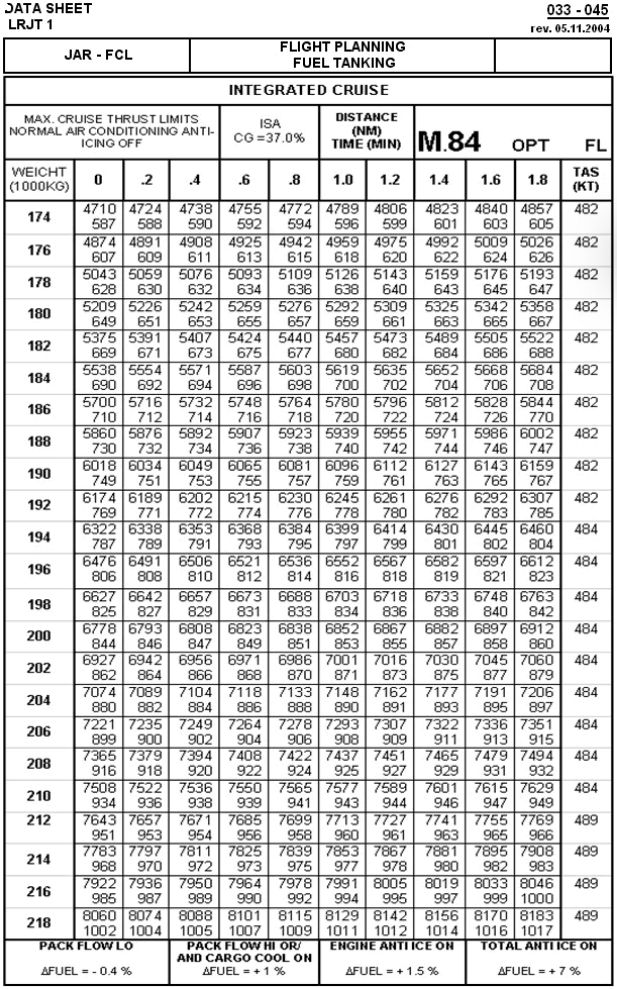 DATA SHEET 033 - 045
LRJT 1 rev. 05.11.2004
JAR - FCL FLIGHT PLANNING
FUEL TANKING
INTEGRATED CRUISE
MAX. CRUISE THRUST LIMITS
NORMAL AIR CONDITIONING ANTI-
ICING OFF
ISA
CG =37.0%
DISTANCE
(NM)
TIME (MIN)
M.84 OPT FL
WEICHT
(1000KG) 0 .2 .4 .6 .8 1.0 1.2 1.4 1.6 1.8 TAS
(KT)
174 4710 4724 4738 4755 4772 4789 4806 4823 4840 4857 482
587 588 590 592 594 596 599 601 603 605
176 4874 4891 4908 4925 4942 4959 4975 4992 5009 5026 482
607 609 611 613 615 618 620 622 624 626
178 5043 5059 5076 5093 5109 5126 5143 5159 5176 5193 482
628 630 632 634 636 638 640 643 645 647
180 5209 5226 5242 5259 5276 5292 5309 5325 5342 5358 482
649 651 653 655 657 659 661 663 665 667
182 5375 5391 5407 5424 5440 5457 5473 5489 5505 5522 482
669 671 673 675 677 680 682 684 686 688
184 5538 5554 5571 5587 5603 5619 5635 5652 5668 5684 482
690 692 694 696 698 700 702 704 706 708
186 5700 5716 5732 5748 5764 5780 5796 5812 5828 5844 482
710 712 714 716 718 720 722 724 726 770
188 5860 5876 5892 5907 5923 5939 5955 5971 5986 6002 482
730 732 734 736 738 740 742 744 746 747
190 6018 6034 6049 6065 6081 6096 6112 6127 6143 6159 482
749 751 753 755 757 759 761 763 765 767
192 6174 6189 6202 6215 6230 6245 6261 6276 6292 6307 482
769 771 772 774 776 778 780 782 783 785
194 6322 6338 6353 6368 6384 6399 6414 6430 6445 6460 484
787 789 791 793 795 797 799 801 802 804
196 6476 6491 6506 6521 6536 6552 6567 6582 6597 6612 484
806 808 810 812 814 816 818 819 821 823
198 6627 6642 6657 6673 6688 6703 6718 6733 6748 6763 484
825 827 829 831 833 834 836 838 840 842
200 6778 6793 6808 6823 6838 6852 6867 6882 6897 6912 484
844 846 847 849 851 853 855 857 858 860
202 6927 6942 6956 6971 6986 7001 7016 7030 7045 7060 484
862 864 866 868 870 871 873 875 877 879
204 7074 7089 7104 7118 7133 7148 7162 7177 7191 7206 484
880 882 884 886 888 890 891 893 895 897
206 7221 7235 7249 7264 7278 7293 7307 7322 7336 7351 484
899 900 902 904 906 908 909 911 913 915
208 7365 7379 7394 7408 7422 7437 7451 7465 7479 7494 484
916 918 920 922 924 925 927 929 931 932
210 7508 7522 7536 7550 7565 7577 7589 7601 7615 7629 484
934 936 938 939 941 943 944 946 947 949
212 7643 7657 7671 7685 7699 7713 7727 7741 7755 7769 489
951 953 954 956 958 960 961 963 965 966
214 7783 7797 7811 7825 7839 7853 7867 7881 7895 7908 489
968 970 972 973 975 977 978 980 982 983
216 7922 7936 7950 7964 7978 7991 8005 8019 8033 8046 489
985 987 989 990 992 994 995 997 999 1000
218 8060 8074 8088 8101 8115 8129 8142 8156 8170 8183 489
1002 1004 1005 1007 1009 1011 1012 1014 1016 1017
PACK FLOW LO
ΔFUEL = - 0.4 %
PACK FLOW HI OR/
AND CARGO COOL ON
ΔFUEL = + 1 %
ENGINE ANTI ICE ON
ΔFUEL = + 1.5 %
TOTAL ANTI ICE ON
ΔFUEL = + 7 %